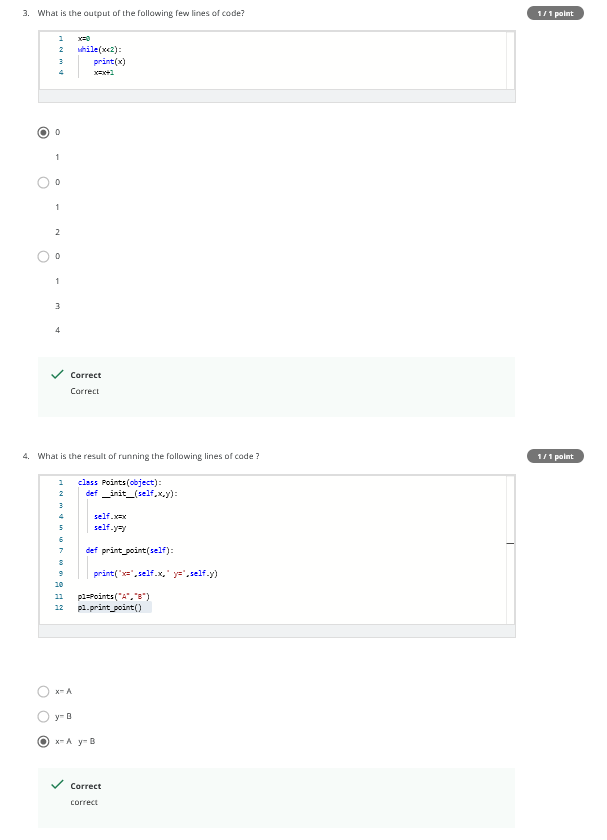 3. What is the output of the following few lines of code?
1 / 1 point
1 x=0
2 while(x<2):
3 print(x)
4 x=x+1
0
1
0
1
2
0
1
3
4
Correct
Correct
4. What is the result of running the following lines of code ?
1 / 1 point
1 class Points(object):
2 def __init__(self,x,y):
3
4 self.x=x
5 self.y=y
6
7 def print_point(self):
8
9 print('x=',self.x,' y=',self.y)
10
11 p1=Points("A","B")
12 p1.print_point()
x= A
y= B
x= A y= B
Correct
correct